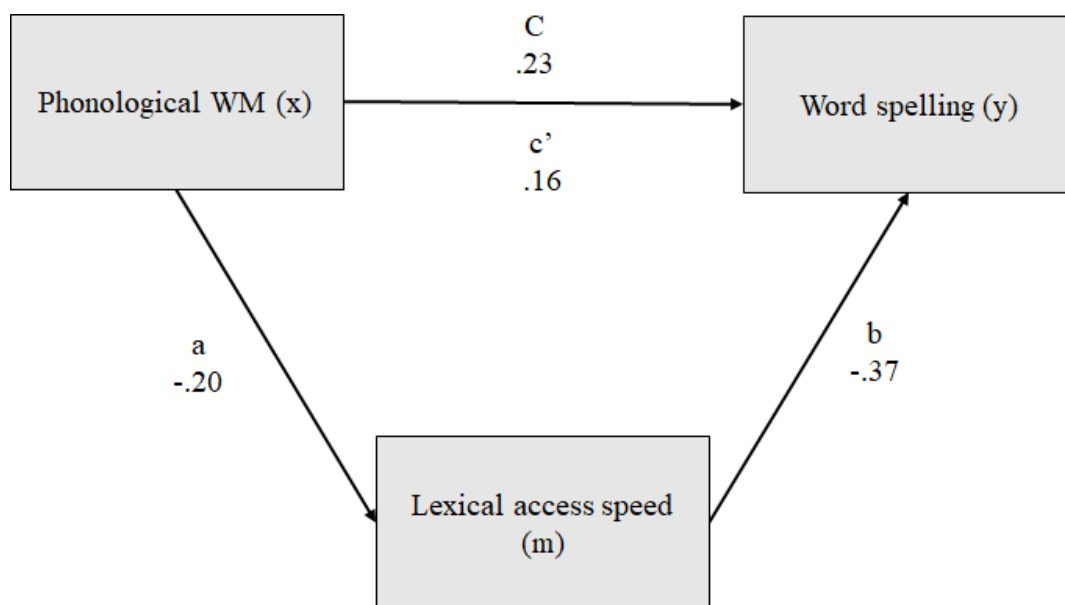 C
.23
Phonological WM (x)
Word spelling (y)
c’
.16
a
-.20
b
-.37
Lexical access speed
(m)